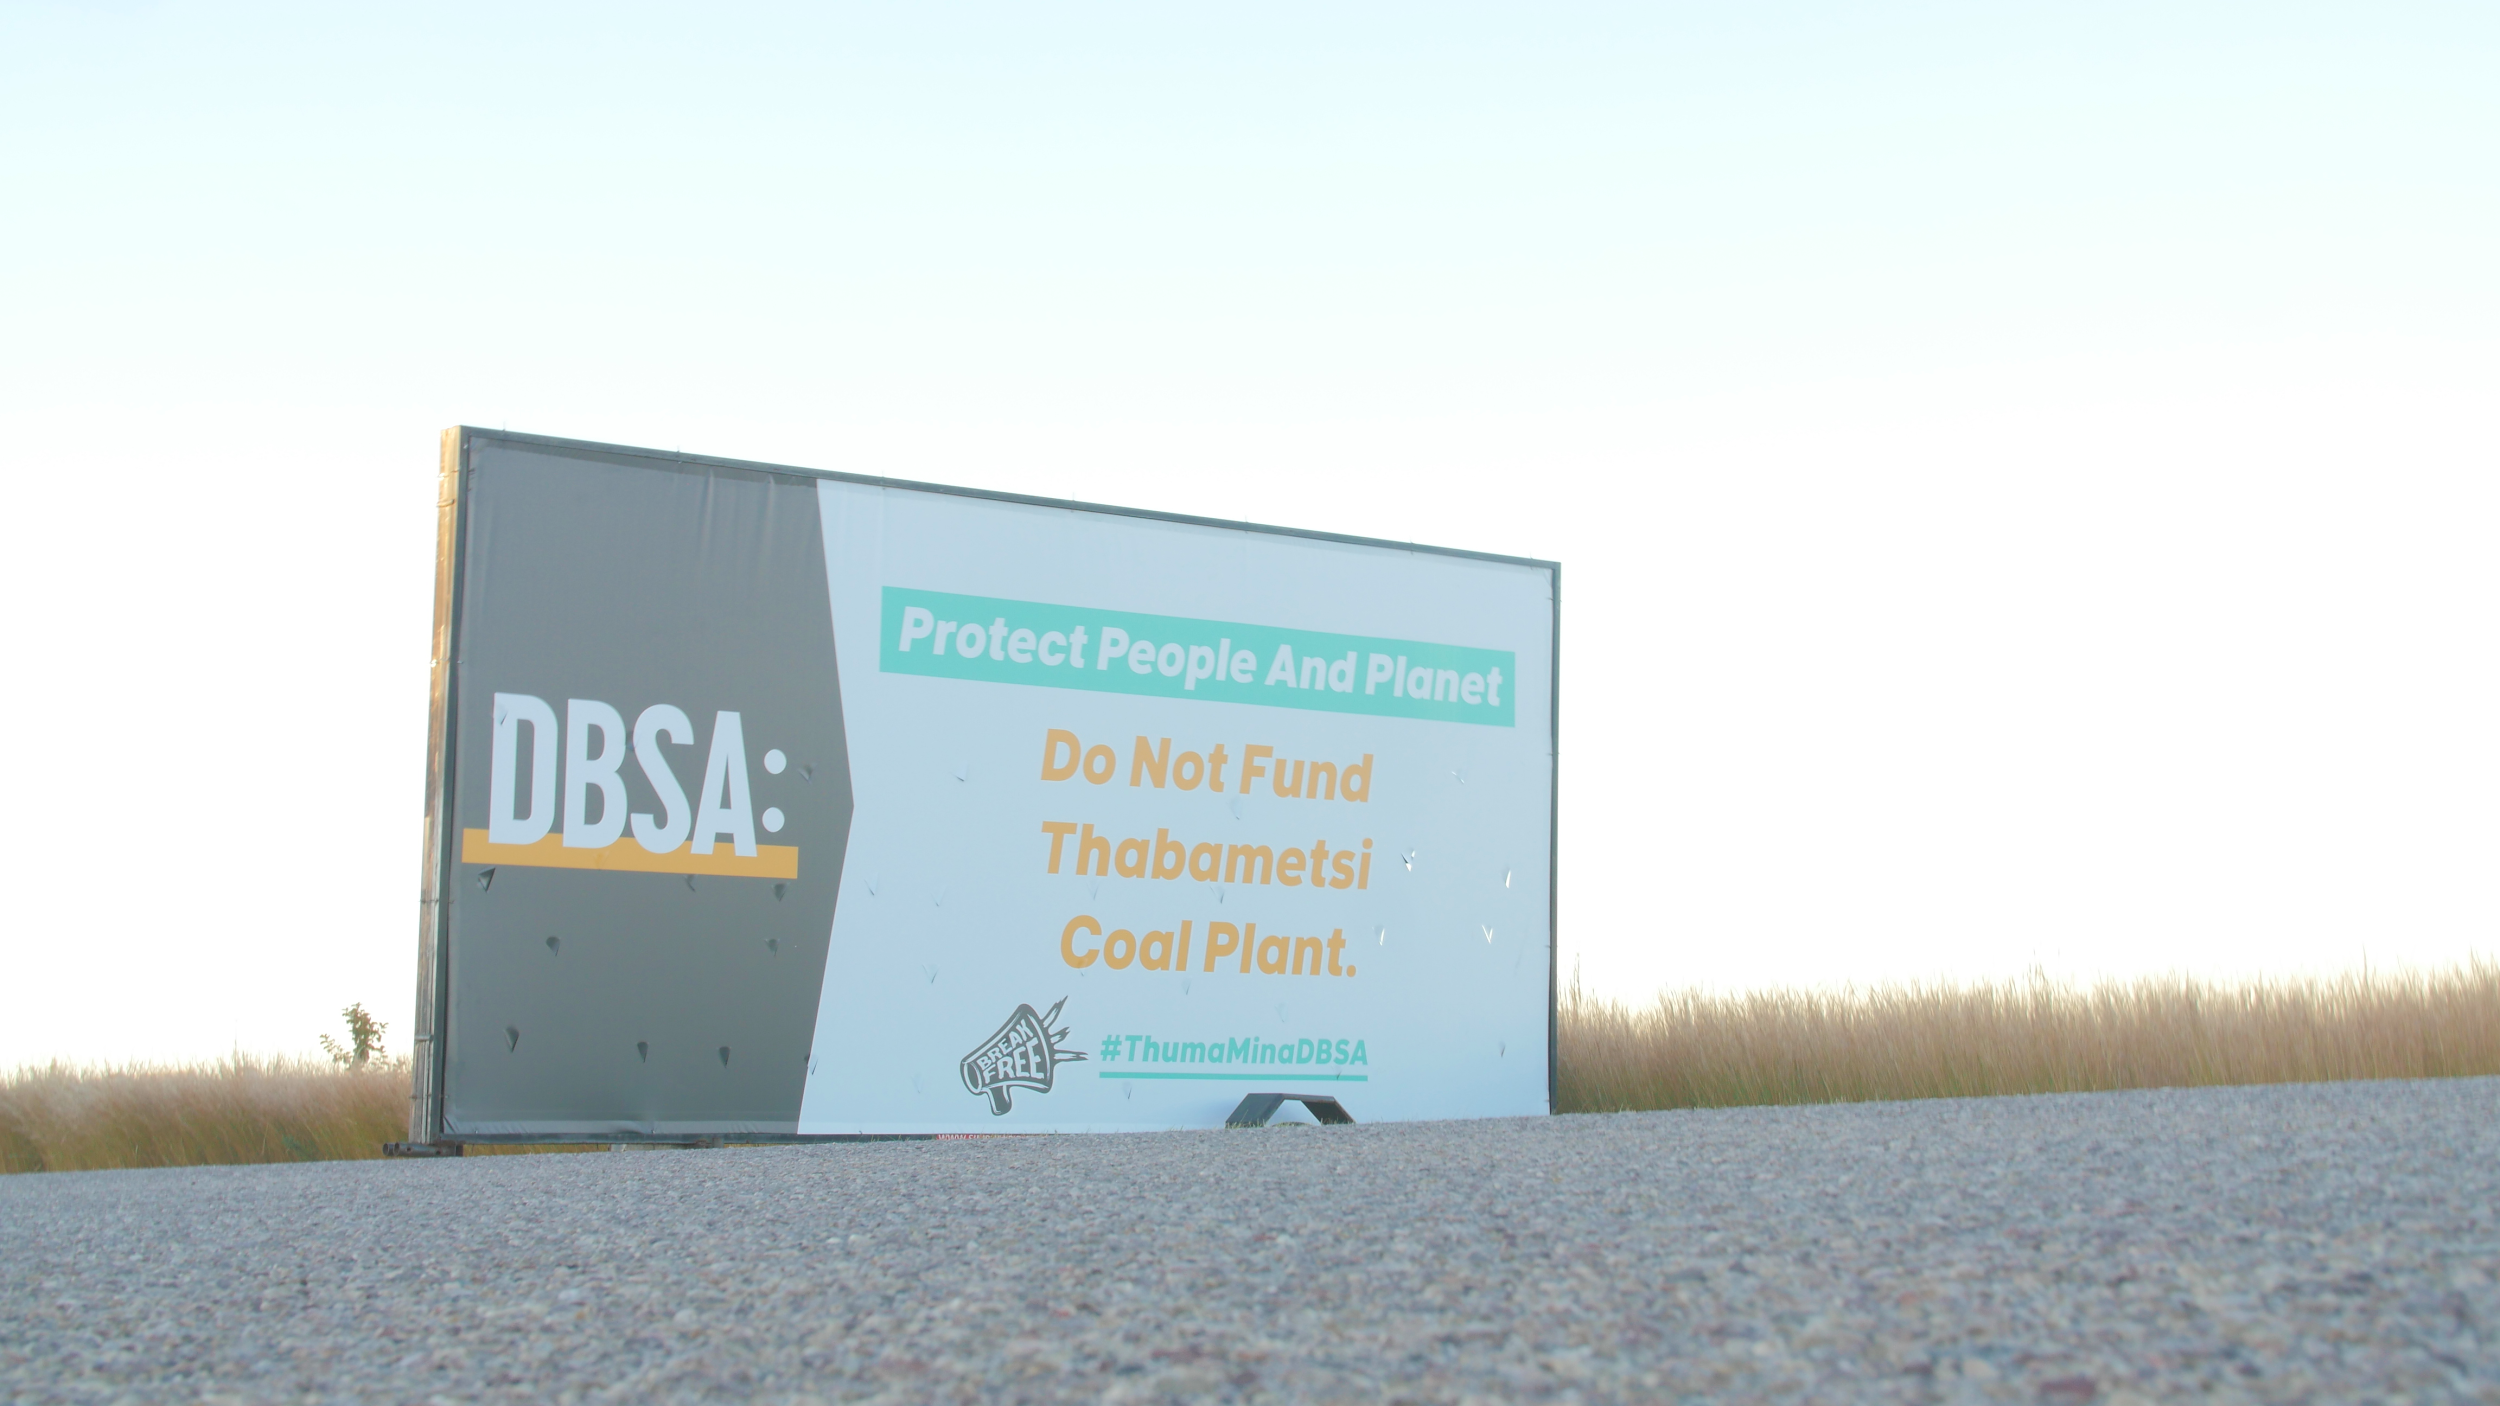 DBSA:
Protect People And Planet
Do Not Fund
Thabametsi
Coal Plant.
BREAK
FREE
#ThumaMinaDBSA